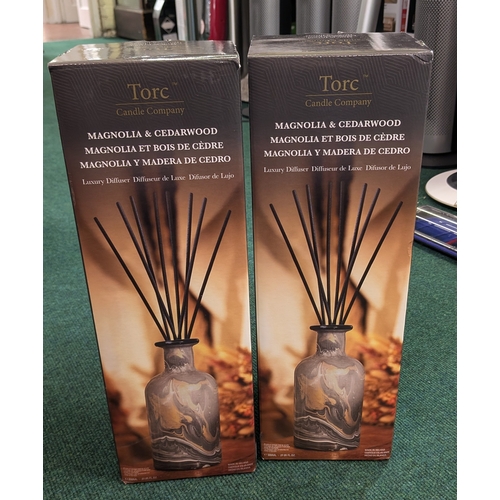 Torc™
Candle Company
MAGNOLIA & CEDARWOOD
MAGNOLIA ET BOIS DE CÈDRE
MAGNOLIA Y MADERA DE CEDRO
Luxury Diffuser Diffuseur de Luxe Difusor de Lujo
Torc™
Candle Company
MAGNOLIA & CEDARWOOD
MAGNOLIA ET BOIS DE CÈDRE
MAGNOLIA Y MADERA DE CEDRO
Luxury Diffuser Diffuseur de Luxe Difusor de Lujo